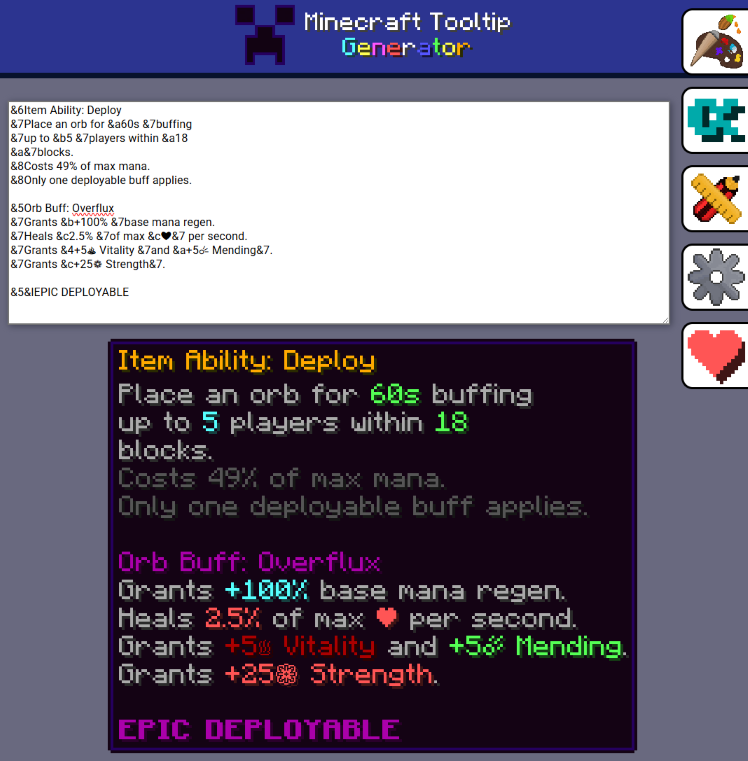 Minecraft Tooltip
Generator
&6Item Ability: Deploy
&7Place an orb for &a60s &7buffing
&7up to &b5 &7players within &a18
&a&7blocks.
&8Costs 49% of max mana.
&8Only one deployable buff applies.
&5Orb Buff: Overflux
&7Grants &b+100% &7base mana regen.
&7Heals &c2.5% &7of max &c❤&7 per second.
&7Grants &4+5♨ Vitality &7and &a+5☄ Mending&7.
&7Grants &c+25❁ Strength&7.
&5&lEPIC DEPLOYABLE
Item Ability: Deploy
Place an orb for 60s buffing
up to 5 players within 18
blocks.
Costs 49% of max mana.
Only one deployable buff applies.
Orb Buff: Overflux
Grants +100% base mana regen.
Heals 2.5% of max ❤ per second.
Grants +5♨ Vitality and +5☄ Mending.
Grants +25❁ Strength.
EPIC DEPLOYABLE